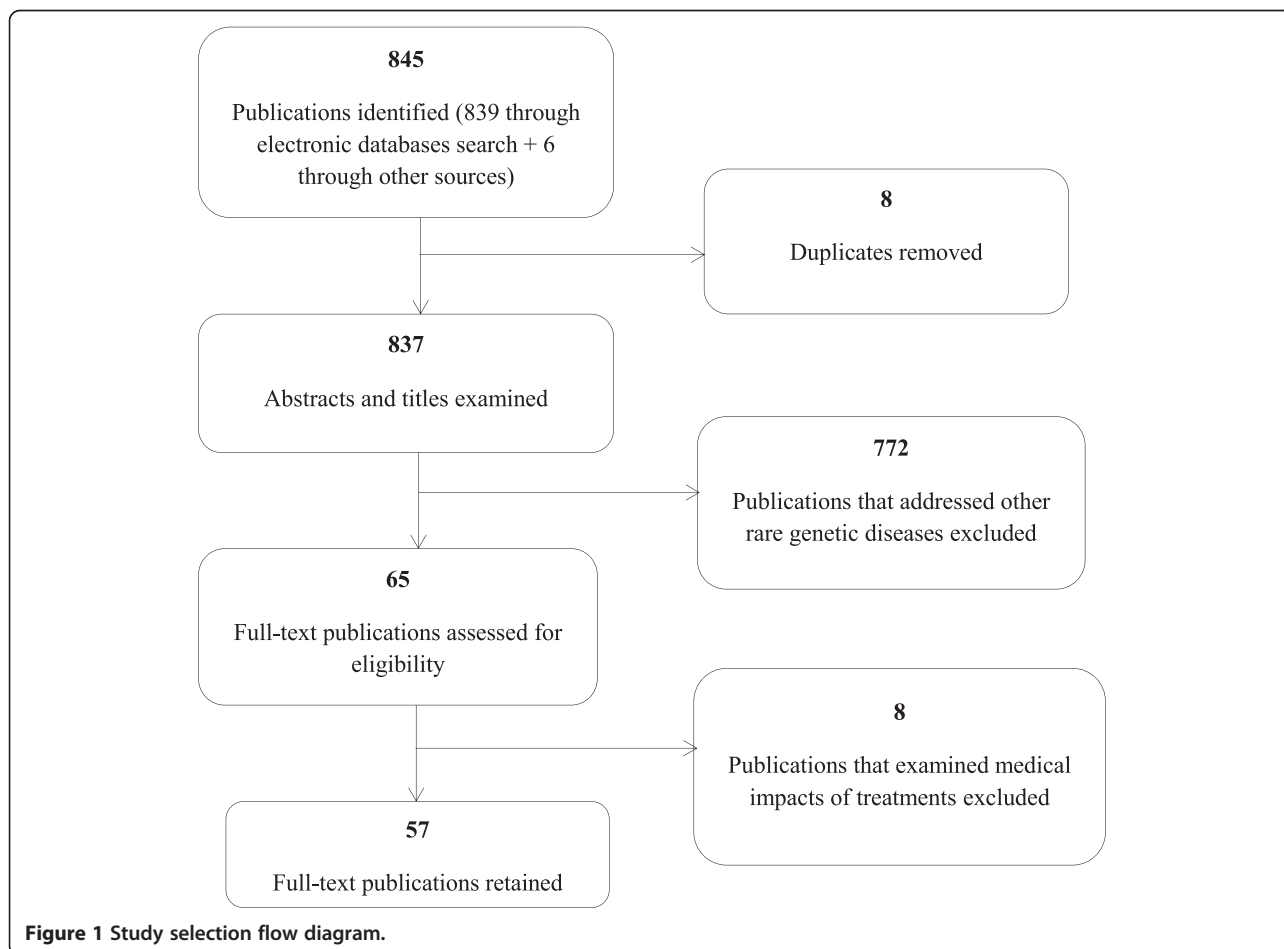 845
Publications identified (839 through
electronic databases search + 6
through other sources)
8
Duplicates removed
837
Abstracts and titles examined
772
Publications that addressed other
rare genetic diseases excluded
65
Full-text publications assessed for
eligibility
8
Publications that examined medical
impacts of treatments excluded
57
Full-text publications retained
Figure 1 Study selection flow diagram.